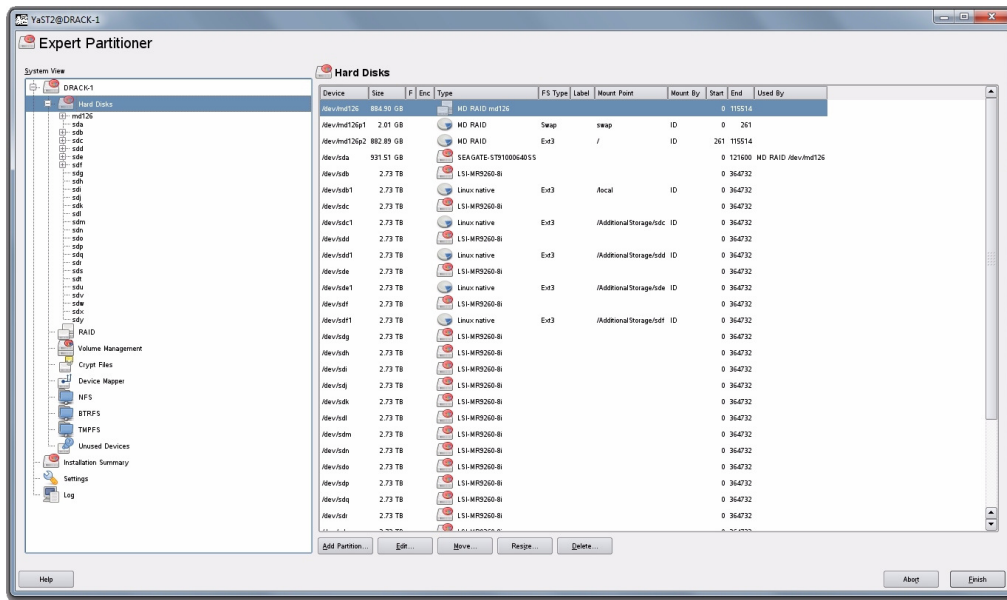 YaST2@DRACK-1
Expert Partitioner
System View
DRACK-1
Hard Disks
md126
sda
sdb
sdc
sdd
sde
sdf
sdg
sdh
sdi
sdj
sdk
sdl
sdm
sdn
sdo
sdp
sdq
sdr
sds
sdt
sdu
sdv
sdw
sdx
sdy
RAID
Volume Management
Crypt Files
Device Mapper
NFS
BTRFS
TMPFS
Unused Devices
Installation Summary
Settings
Log
Hard Disks
Device Size F Enc Type FS Type Label Mount Point Mount By Start End Used By
/dev/md126 884.90 GB MD RAID md126 0 115514
/dev/md126p1 2.01 GB MD RAID Swap swap ID 0 261
/dev/md126p2 882.89 GB MD RAID Ext3 / ID 261 115514
/dev/sda 931.51 GB SEAGATE-ST91000640SS 0 121600 MD RAID /dev/md126
/dev/sdb 2.73 TB LSI-MR9260-8i 0 364732
/dev/sdb1 2.73 TB Linux native Ext3 /local ID 0 364732
/dev/sdc 2.73 TB LSI-MR9260-8i 0 364732
/dev/sdc1 2.73 TB Linux native Ext3 /AdditionalStorage/sdc ID 0 364732
/dev/sdd 2.73 TB LSI-MR9260-8i 0 364732
/dev/sdd1 2.73 TB Linux native Ext3 /AdditionalStorage/sdd ID 0 364732
/dev/sde 2.73 TB LSI-MR9260-8i 0 364732
/dev/sde1 2.73 TB Linux native Ext3 /AdditionalStorage/sde ID 0 364732
/dev/sdf 2.73 TB LSI-MR9260-8i 0 364732
/dev/sdf1 2.73 TB Linux native Ext3 /AdditionalStorage/sdf ID 0 364732
/dev/sdg 2.73 TB LSI-MR9260-8i 0 364732
/dev/sdh 2.73 TB LSI-MR9260-8i 0 364732
/dev/sdi 2.73 TB LSI-MR9260-8i 0 364732
/dev/sdj 2.73 TB LSI-MR9260-8i 0 364732
/dev/sdk 2.73 TB LSI-MR9260-8i 0 364732
/dev/sdl 2.73 TB LSI-MR9260-8i 0 364732
/dev/sdm 2.73 TB LSI-MR9260-8i 0 364732
/dev/sdn 2.73 TB LSI-MR9260-8i 0 364732
/dev/sdo 2.73 TB LSI-MR9260-8i 0 364732
/dev/sdp 2.73 TB LSI-MR9260-8i 0 364732
/dev/sdq 2.73 TB LSI-MR9260-8i 0 364732
/dev/sdr 2.73 TB LSI-MR9260-8i 0 364732
Add Partition... Edit... Move... Resize... Delete...
Help Abort Finish